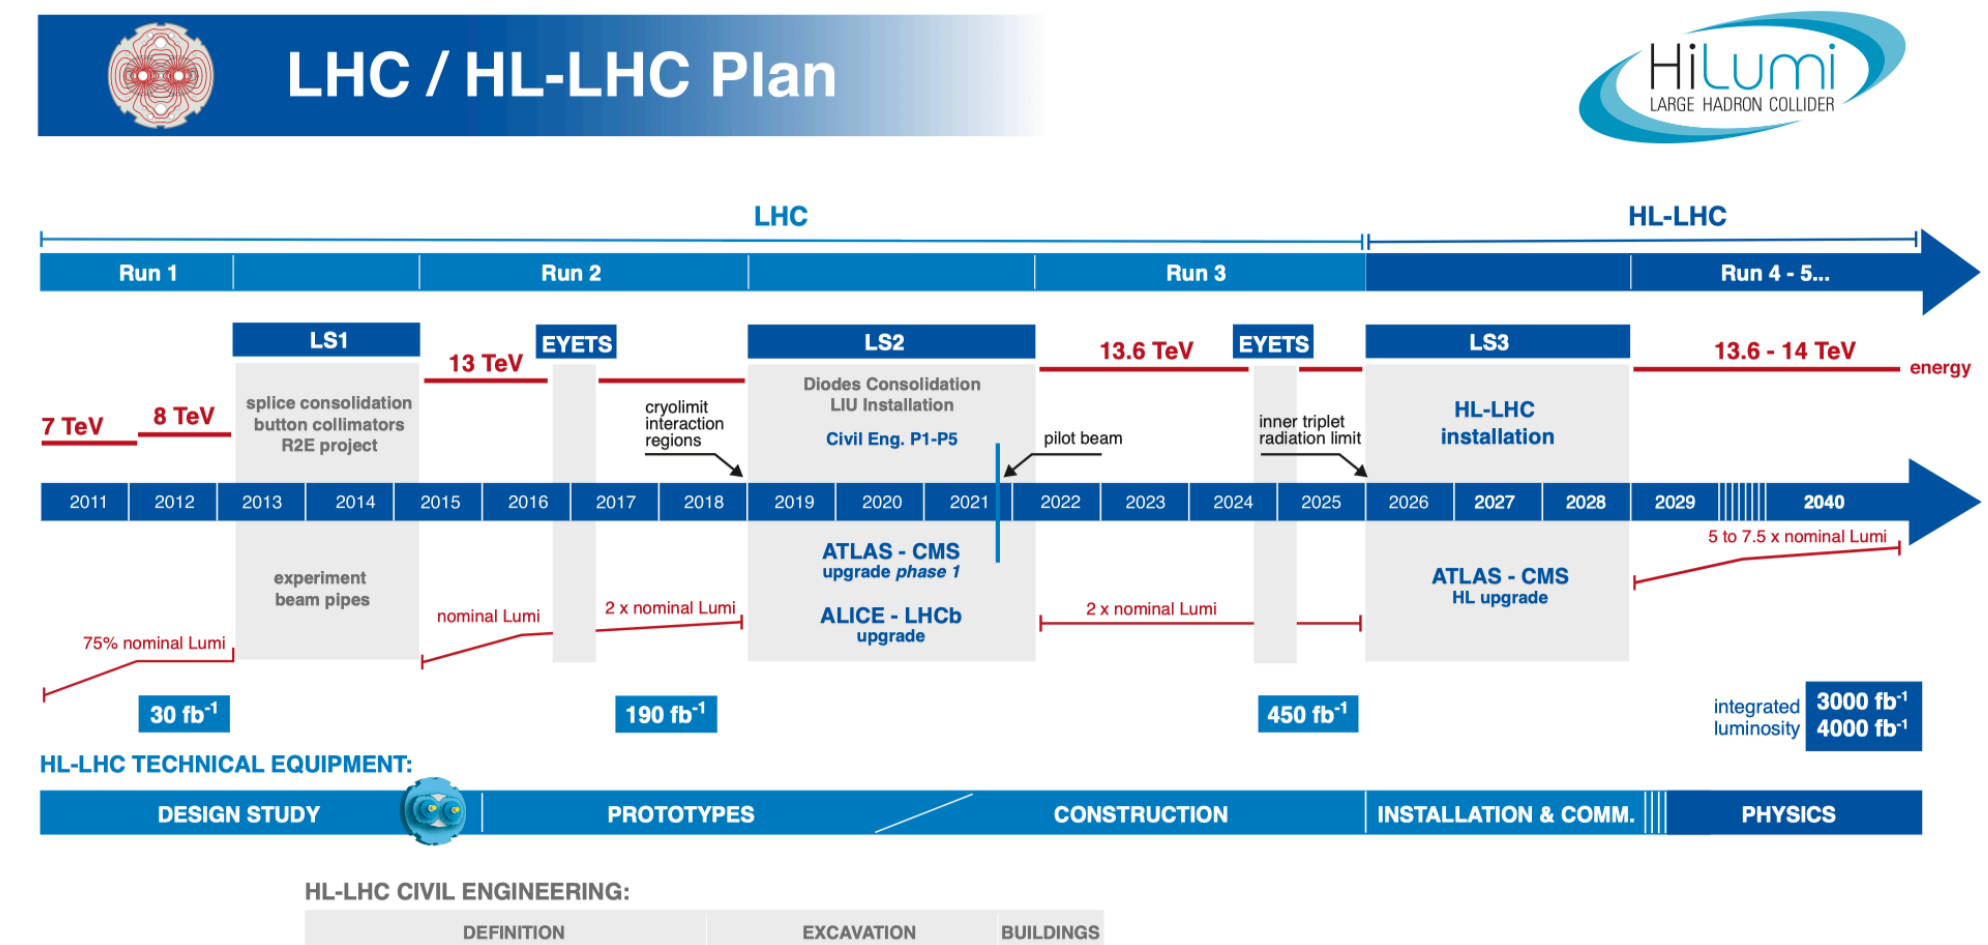 LHC / HL-LHC Plan
HiLumi
LARGE HADRON COLLIDER
LHC
HL-LHC
Run 1
Run 2
Run 3
Run 4 - 5...
LS1
EYETS
LS2
EYETS
LS3
7 TeV
8 TeV
13 TeV
13.6 TeV
13.6 - 14 TeV
energy
splice consolidation
button collimators
R2E project
cryolimit
interaction
regions
Diodes Consolidation
LIU Installation
Civil Eng. P1-P5
pilot beam
inner triplet
radiation limit
HL-LHC
installation
2011
2012
2013
2014
2015
2016
2017
2018
2019
2020
2021
2022
2023
2024
2025
2026
2027
2028
2029
2040
experiment
beam pipes
ATLAS - CMS
upgrade phase 1
ALICE - LHCb
upgrade
ATLAS - CMS
HL upgrade
75% nominal Lumi
nominal Lumi
2 x nominal Lumi
2 x nominal Lumi
5 to 7.5 x nominal Lumi
30 fb-1
190 fb-1
450 fb-1
integrated
luminosity
3000 fb-1
4000 fb-1
HL-LHC TECHNICAL EQUIPMENT:
DESIGN STUDY
PROTOTYPES
CONSTRUCTION
INSTALLATION & COMM.
PHYSICS
HL-LHC CIVIL ENGINEERING:
DEFINITION
EXCAVATION
BUILDINGS